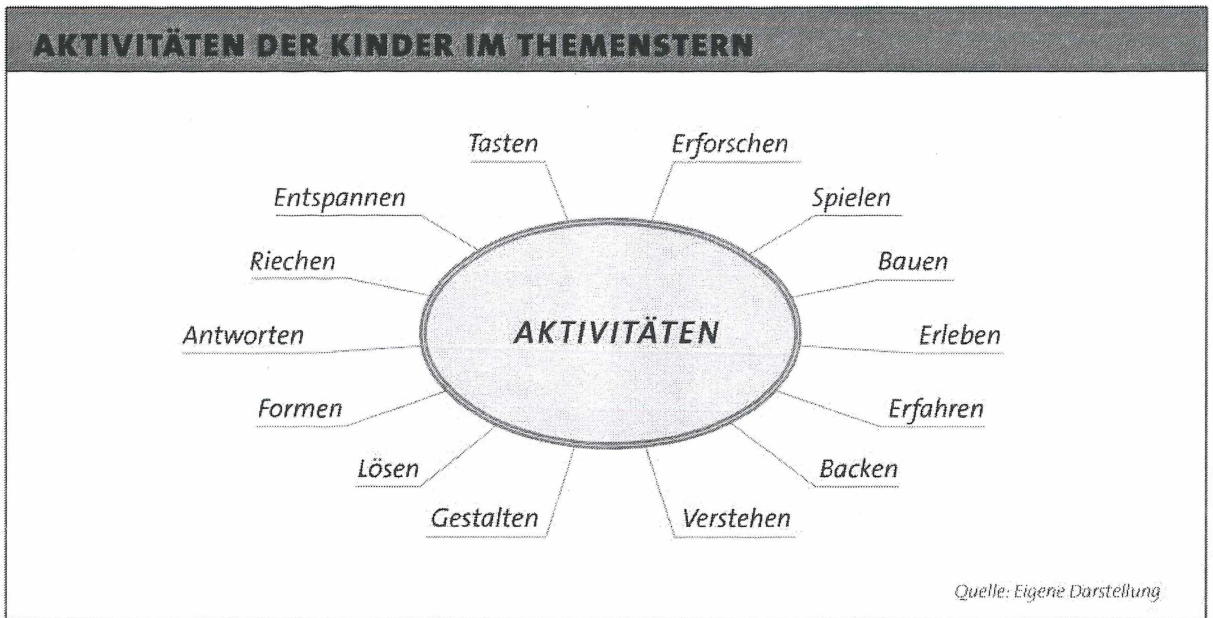 AKTIVITÄTEN DER KINDER IM THEMENSTERN
Tasten
Erforschen
Entspannen
Spielen
Riechen
Bauen
Antworten
AKTIVITÄTEN
Erleben
Formen
Erfahren
Lösen
Backen
Gestalten
Verstehen
Quelle: Eigene Darstellung